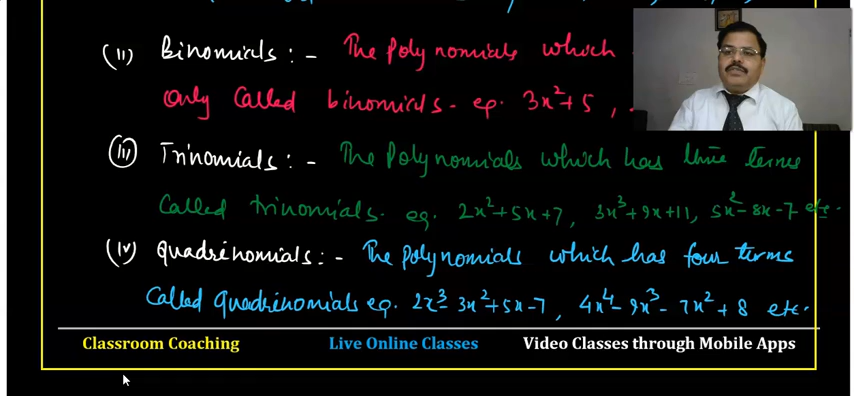 (ii) Binomials : - The Polynomials which
Only Called binomials - eg. 3x²+5 ,
(iii) Trinomials : - The Polynomials which has three terms
Called trinomials - eg. 2x²+5x+7, 3x³+9x+11, 5x²-8x-7 etc.
(iv) Quadrinomials : - The Polynomials which has four terms
Called Quadrinomials eg. 2x³-3x²+5x-7, 4x⁴-9x³-7x²+8 etc.
Classroom Coaching Live Online Classes Video Classes through Mobile Apps